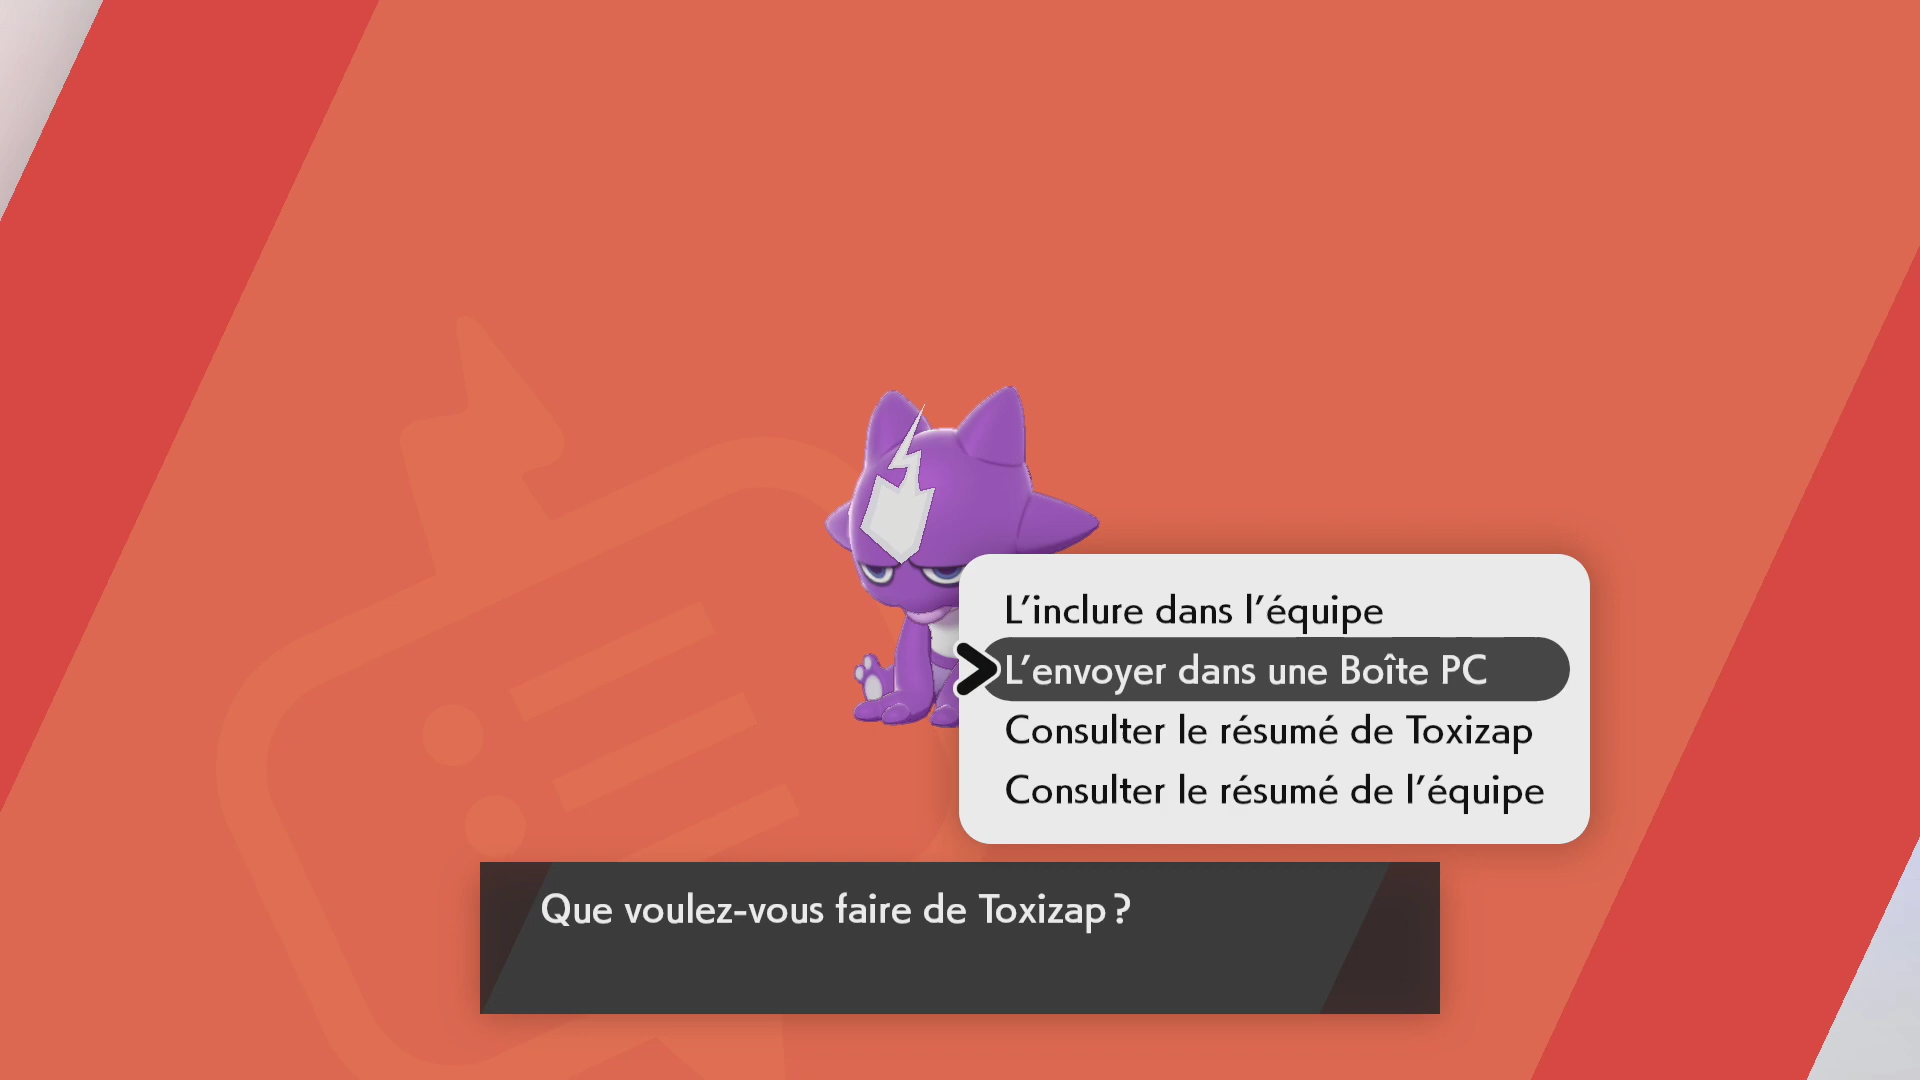 L'inclure dans l'équipe
L'envoyer dans une Boîte PC
Consulter le résumé de Toxizap
Consulter le résumé de l'équipe
Que voulez-vous faire de Toxizap ?